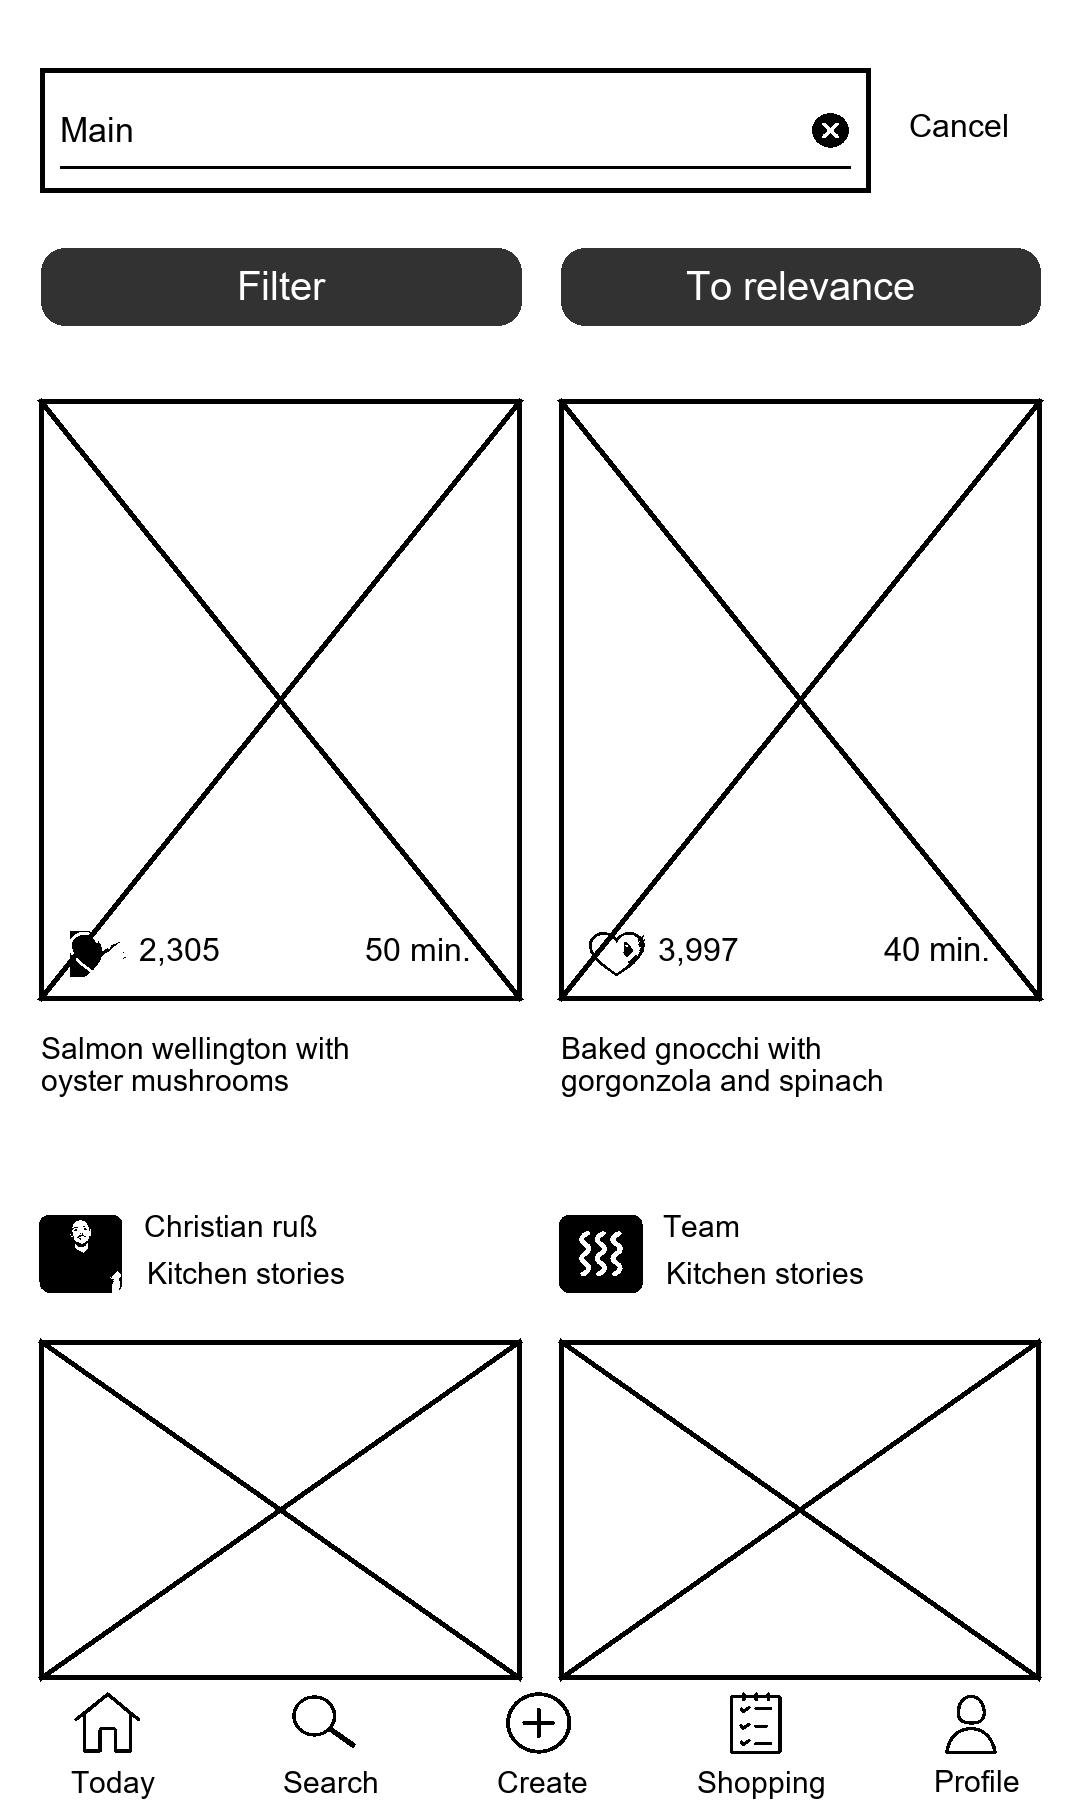 Main
Cancel
Filter
To relevance
2,305
50 min.
3,997
40 min.
Salmon wellington with
oyster mushrooms
Baked gnocchi with
gorgonzola and spinach
Christian ruß
Kitchen stories
Team
Kitchen stories
Today
Search
Create
Shopping
Profile